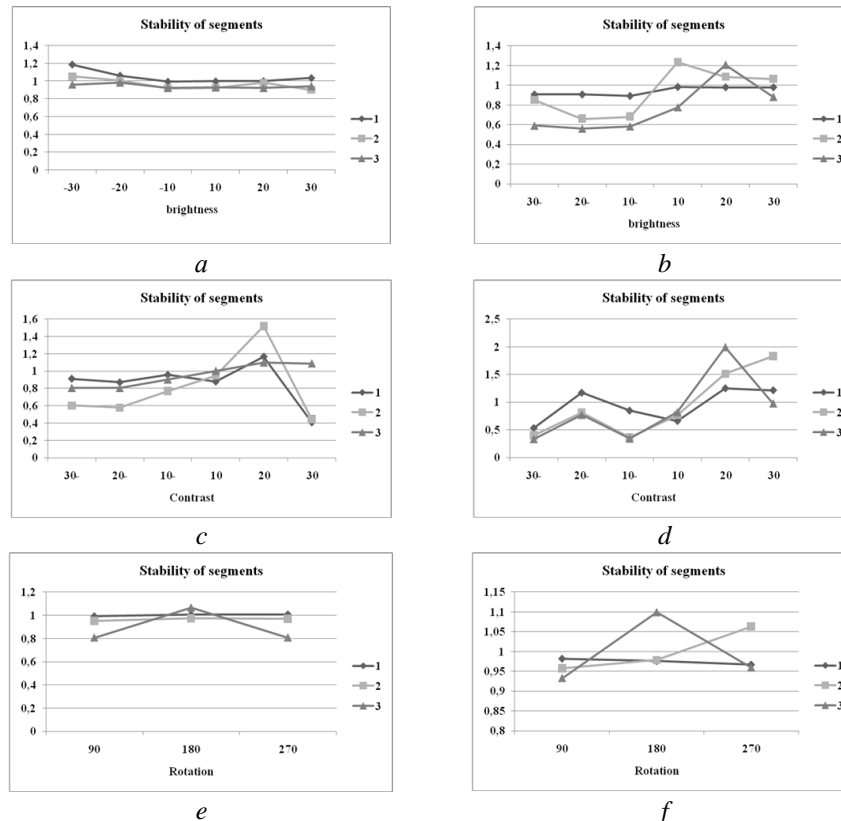 Stability of segments
1,4
1,2
1
0,8
0,6
0,4
0,2
0
-30 -20 -10 10 20 30
brightness
1
2
3
a
Stability of segments
1,4
1,2
1
0,8
0,6
0,4
0,2
0
30- 20- 10- 10 20 30
brightness
1
2
3
b
Stability of segments
1,6
1,4
1,2
1
0,8
0,6
0,4
0,2
0
30- 20- 10- 10 20 30
Contrast
1
2
3
c
Stability of segments
2,5
2
1,5
1
0,5
0
30- 20- 10- 10 20 30
Contrast
1
2
3
d
Stability of segments
1,2
1
0,8
0,6
0,4
0,2
0
90 180 270
Rotation
1
2
3
e
Stability of segments
1,15
1,1
1,05
1
0,95
0,9
0,85
0,8
90 180 270
Rotation
1
2
3
f